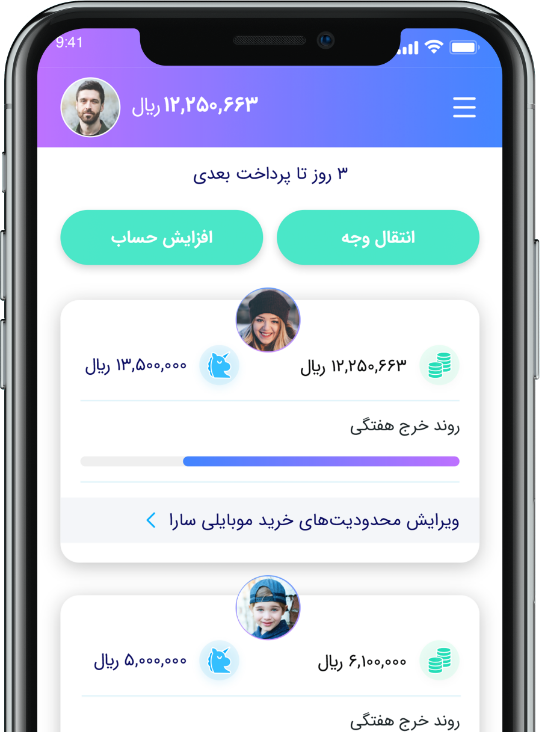 9:41
۱۲,۲۵۰,۶۶۳ ریال
۳ روز تا پرداخت بعدی
انتقال وجه
افزایش حساب
۱۲,۲۵۰,۶۶۳ ریال
۱۳,۵۰۰,۰۰۰ ریال
روند خرج هفتگی
ویرایش محدودیت‌های خرید موبایلی سارا
۶,۱۰۰,۰۰۰ ریال
۵,۰۰۰,۰۰۰ ریال
روند خرج هفتگی